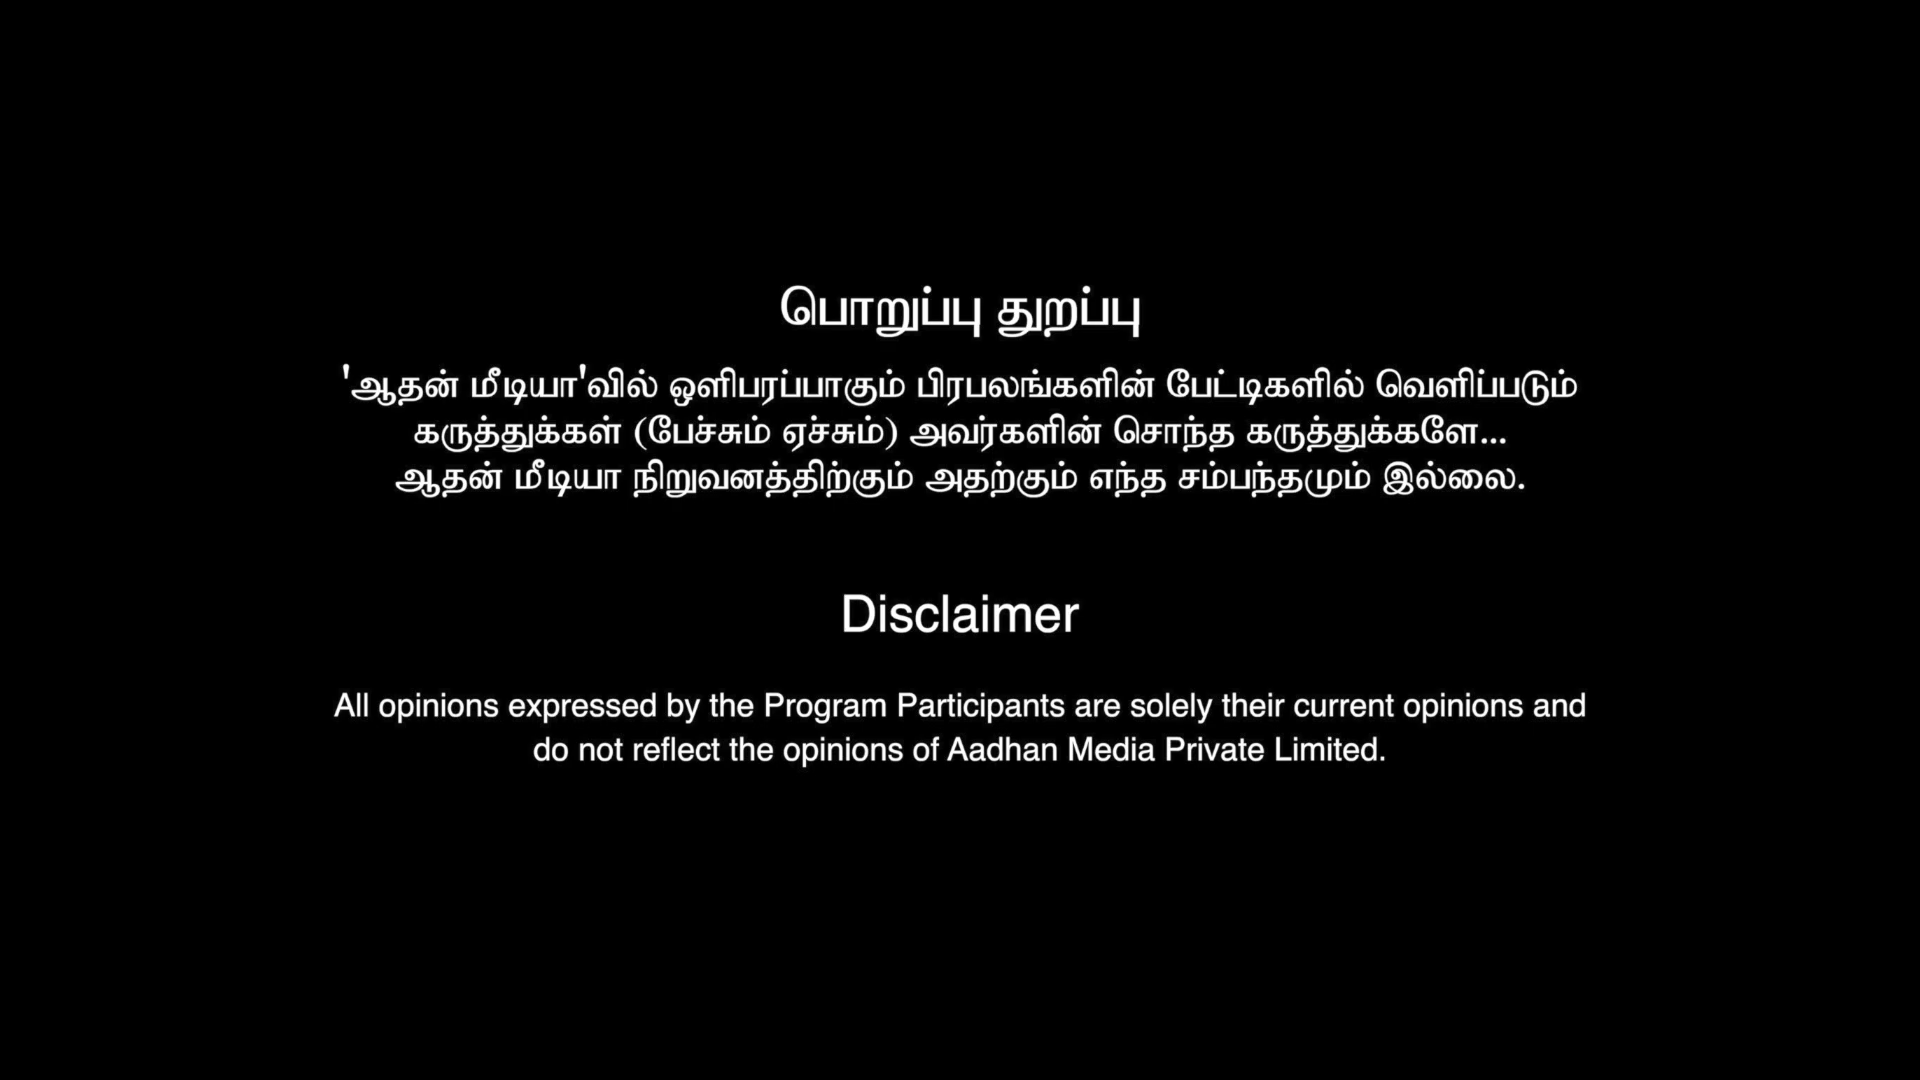 பொறுப்பு துறப்பு
'ஆதன் மீடியா'வில் ஒளிபரப்பாகும் பிரபலங்களின் பேட்டிகளில் வெளிப்படும்
கருத்துக்கள் (பேச்சும் ஏச்சும்) அவர்களின் சொந்த கருத்துக்களே...
ஆதன் மீடியா நிறுவனத்திற்கும் அதற்கும் எந்த சம்பந்தமும் இல்லை.
Disclaimer
All opinions expressed by the Program Participants are solely their current opinions and
do not reflect the opinions of Aadhan Media Private Limited.